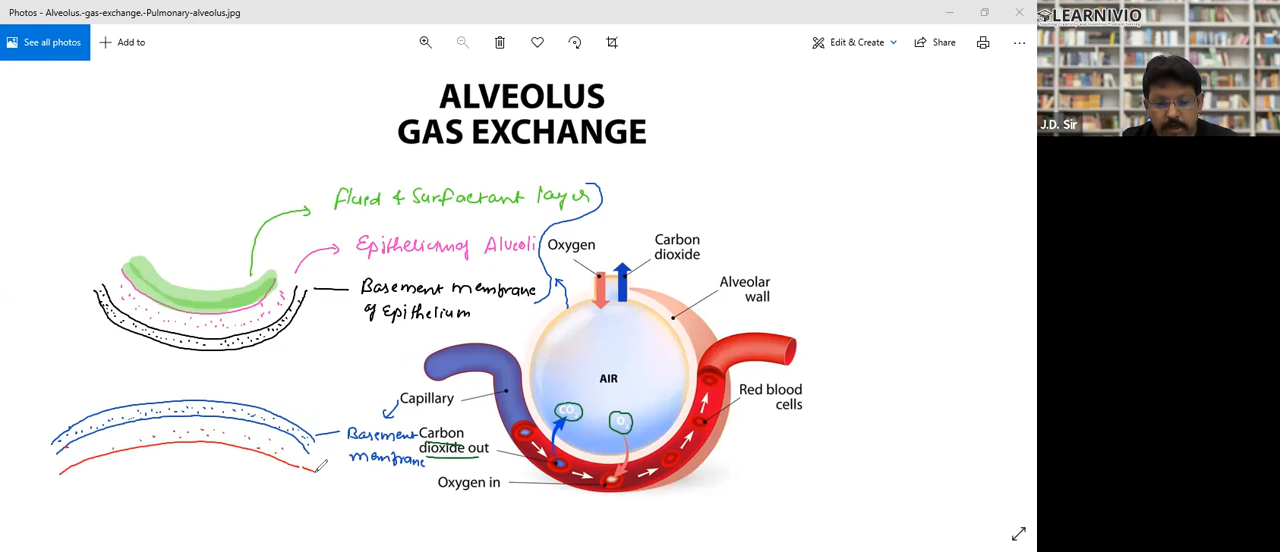 Photos - Alveolus.-gas-exchange.-Pulmonary-alveolus.jpg
See all photos
Add to
Edit & Create
Share
LEARNIVIO
J.D. Sir
ALVEOLUS
GAS EXCHANGE
Fluid & Surfactant layer
Epithelium of Alveoli
Basement membrane
of Epithelium
Oxygen
Carbon
dioxide
Alveolar
wall
AIR
CO2
O2
Capillary
Red blood
cells
Basement
membrane
Carbon
dioxide out
Oxygen in